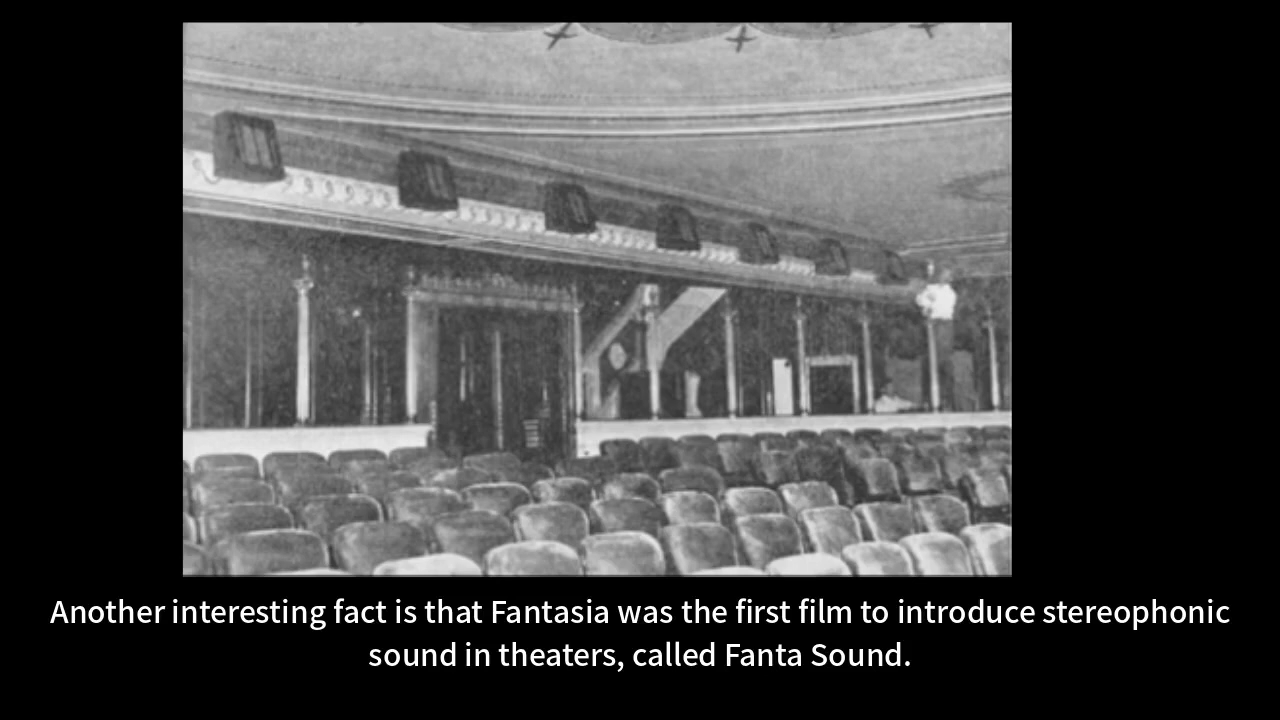 Another interesting fact is that Fantasia was the first film to introduce stereophonic
sound in theaters, called Fanta Sound.